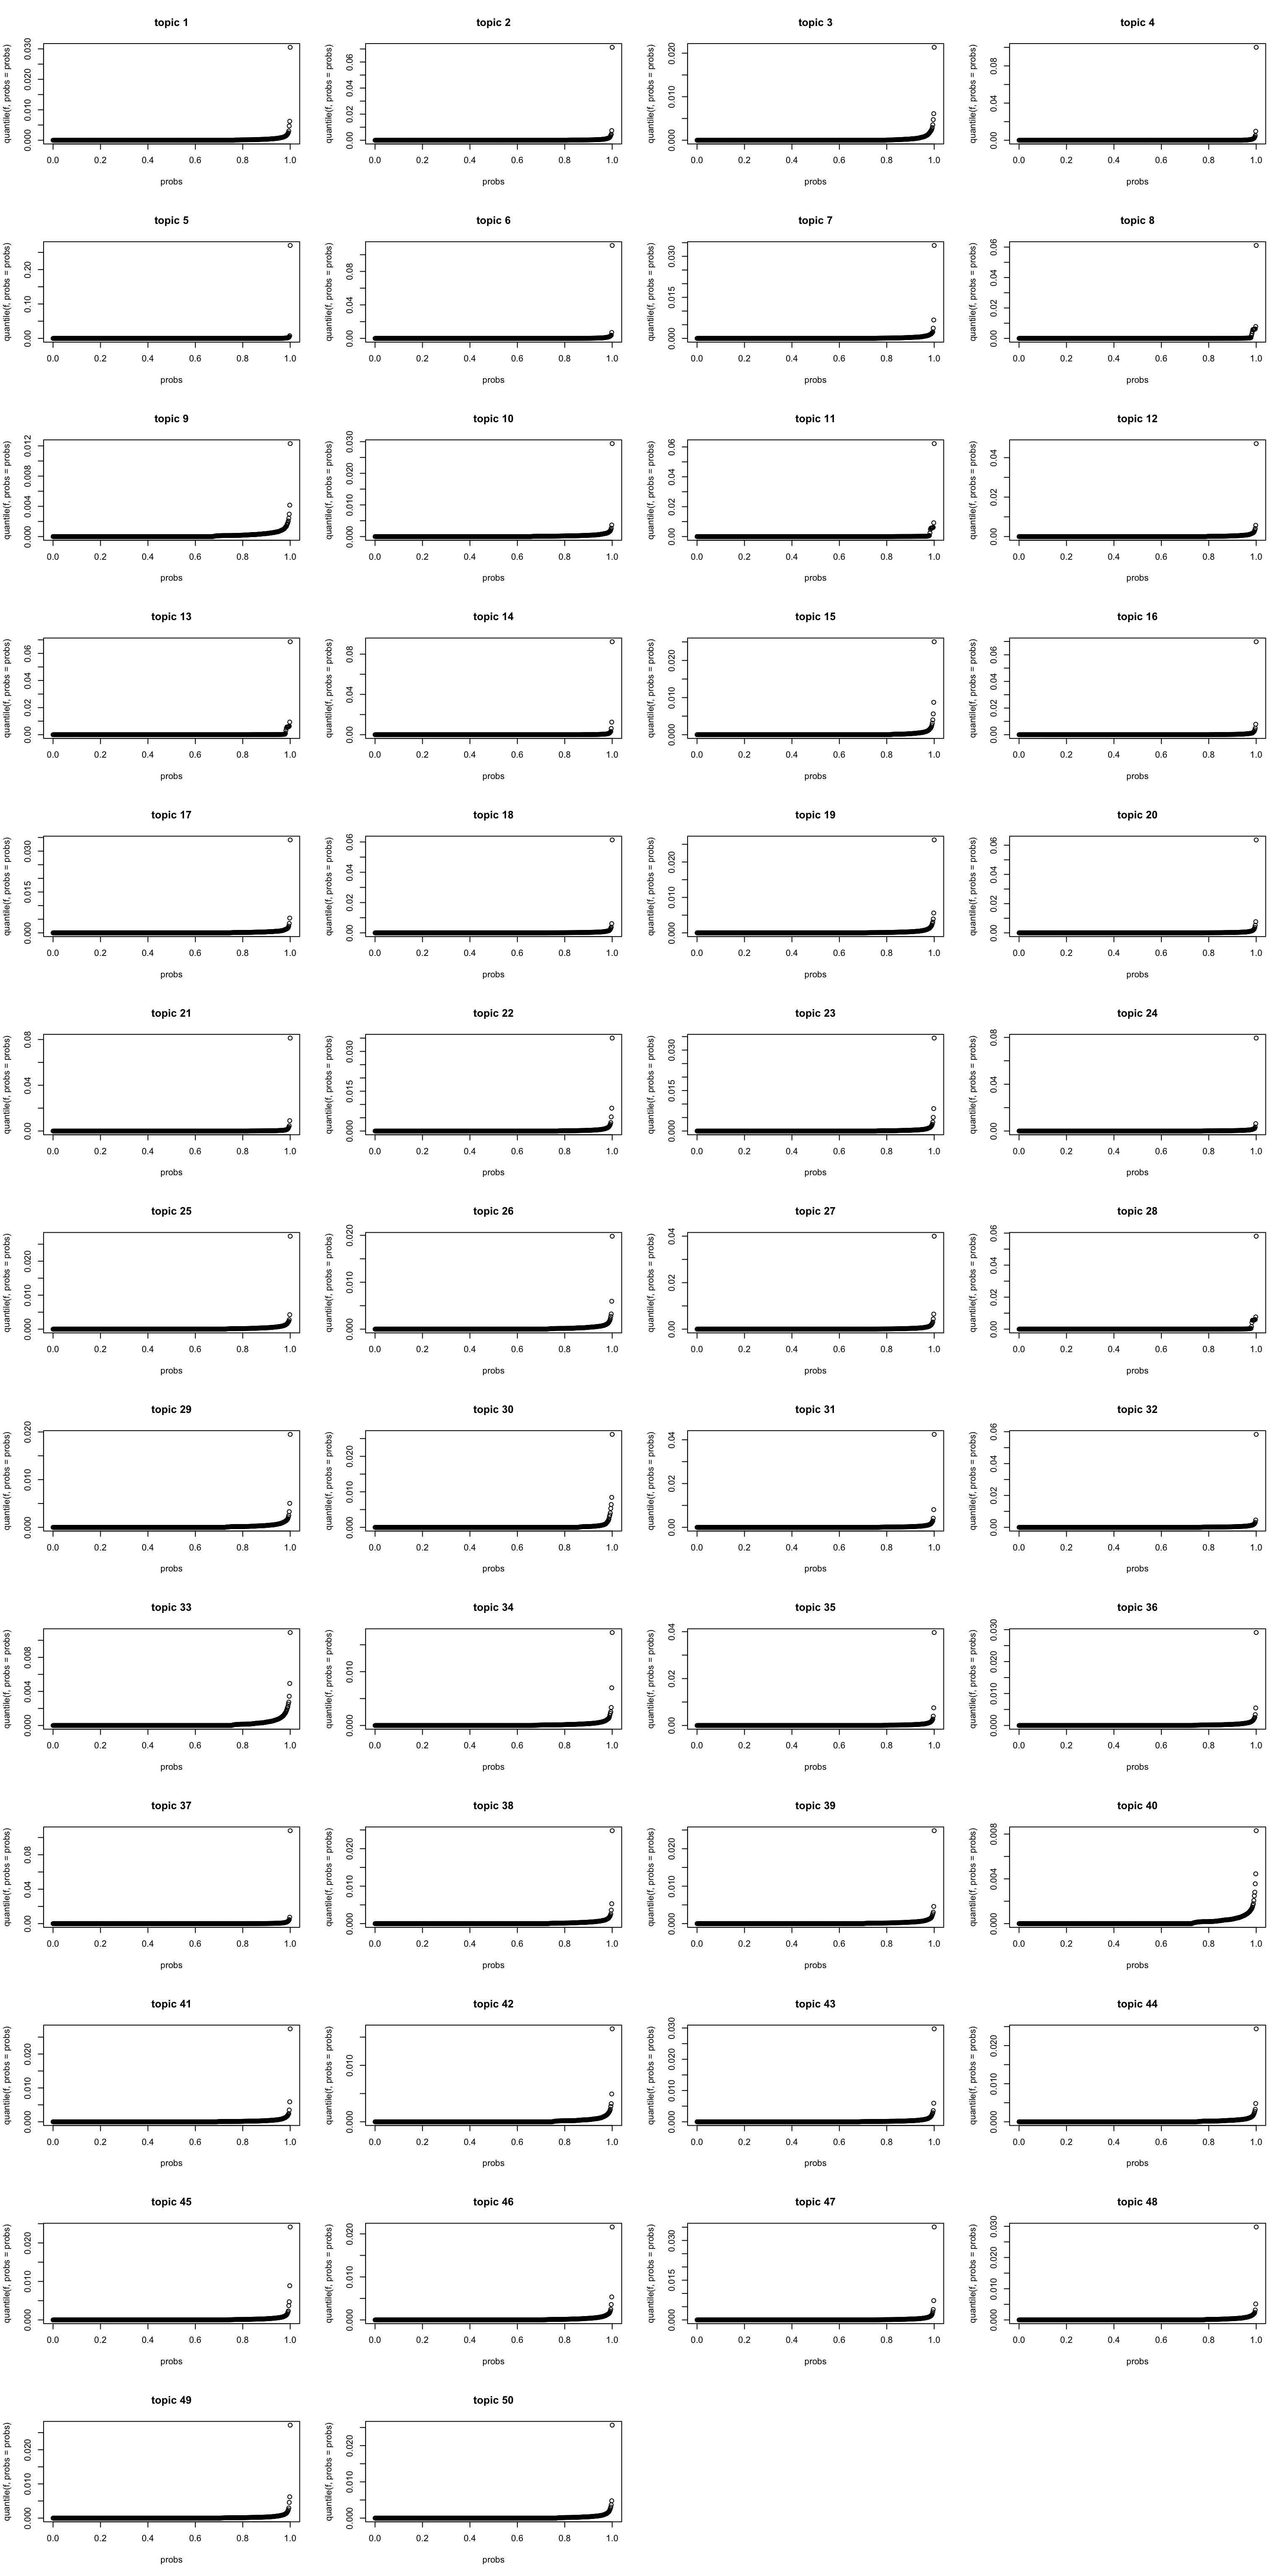 topic 1
quantile(f, probs = probs)
0.000 0.010 0.020 0.030
0.0 0.2 0.4 0.6 0.8 1.0
probs
topic 2
quantile(f, probs = probs)
0.00 0.02 0.04 0.06
0.0 0.2 0.4 0.6 0.8 1.0
probs
topic 3
quantile(f, probs = probs)
0.000 0.010 0.020
0.0 0.2 0.4 0.6 0.8 1.0
probs
topic 4
quantile(f, probs = probs)
0.00 0.04 0.08
0.0 0.2 0.4 0.6 0.8 1.0
probs
topic 5
quantile(f, probs = probs)
0.00 0.10 0.20
0.0 0.2 0.4 0.6 0.8 1.0
probs
topic 6
quantile(f, probs = probs)
0.00 0.04 0.08
0.0 0.2 0.4 0.6 0.8 1.0
probs
topic 7
quantile(f, probs = probs)
0.000 0.015 0.030
0.0 0.2 0.4 0.6 0.8 1.0
probs
topic 8
quantile(f, probs = probs)
0.00 0.02 0.04 0.06
0.0 0.2 0.4 0.6 0.8 1.0
probs
topic 9
quantile(f, probs = probs)
0.000 0.004 0.008 0.012
0.0 0.2 0.4 0.6 0.8 1.0
probs
topic 10
quantile(f, probs = probs)
0.000 0.010 0.020 0.030
0.0 0.2 0.4 0.6 0.8 1.0
probs
topic 11
quantile(f, probs = probs)
0.00 0.02 0.04 0.06
0.0 0.2 0.4 0.6 0.8 1.0
probs
topic 12
quantile(f, probs = probs)
0.00 0.02 0.04
0.0 0.2 0.4 0.6 0.8 1.0
probs
topic 13
quantile(f, probs = probs)
0.00 0.02 0.04 0.06
0.0 0.2 0.4 0.6 0.8 1.0
probs
topic 14
quantile(f, probs = probs)
0.00 0.04 0.08
0.0 0.2 0.4 0.6 0.8 1.0
probs
topic 15
quantile(f, probs = probs)
0.000 0.010 0.020
0.0 0.2 0.4 0.6 0.8 1.0
probs
topic 16
quantile(f, probs = probs)
0.00 0.02 0.04 0.06
0.0 0.2 0.4 0.6 0.8 1.0
probs
topic 17
quantile(f, probs = probs)
0.000 0.015 0.030
0.0 0.2 0.4 0.6 0.8 1.0
probs
topic 18
quantile(f, probs = probs)
0.00 0.02 0.04 0.06
0.0 0.2 0.4 0.6 0.8 1.0
probs
topic 19
quantile(f, probs = probs)
0.000 0.010 0.020
0.0 0.2 0.4 0.6 0.8 1.0
probs
topic 20
quantile(f, probs = probs)
0.00 0.02 0.04 0.06
0.0 0.2 0.4 0.6 0.8 1.0
probs
topic 21
quantile(f, probs = probs)
0.00 0.04 0.08
0.0 0.2 0.4 0.6 0.8 1.0
probs
topic 22
quantile(f, probs = probs)
0.000 0.015 0.030
0.0 0.2 0.4 0.6 0.8 1.0
probs
topic 23
quantile(f, probs = probs)
0.000 0.015 0.030
0.0 0.2 0.4 0.6 0.8 1.0
probs
topic 24
quantile(f, probs = probs)
0.00 0.04 0.08
0.0 0.2 0.4 0.6 0.8 1.0
probs
topic 25
quantile(f, probs = probs)
0.000 0.010 0.020
0.0 0.2 0.4 0.6 0.8 1.0
probs
topic 26
quantile(f, probs = probs)
0.000 0.010 0.020
0.0 0.2 0.4 0.6 0.8 1.0
probs
topic 27
quantile(f, probs = probs)
0.00 0.02 0.04
0.0 0.2 0.4 0.6 0.8 1.0
probs
topic 28
quantile(f, probs = probs)
0.00 0.02 0.04 0.06
0.0 0.2 0.4 0.6 0.8 1.0
probs
topic 29
quantile(f, probs = probs)
0.000 0.010 0.020
0.0 0.2 0.4 0.6 0.8 1.0
probs
topic 30
quantile(f, probs = probs)
0.000 0.010 0.020
0.0 0.2 0.4 0.6 0.8 1.0
probs
topic 31
quantile(f, probs = probs)
0.00 0.02 0.04
0.0 0.2 0.4 0.6 0.8 1.0
probs
topic 32
quantile(f, probs = probs)
0.00 0.02 0.04 0.06
0.0 0.2 0.4 0.6 0.8 1.0
probs
topic 33
quantile(f, probs = probs)
0.000 0.004 0.008
0.0 0.2 0.4 0.6 0.8 1.0
probs
topic 34
quantile(f, probs = probs)
0.000 0.010
0.0 0.2 0.4 0.6 0.8 1.0
probs
topic 35
quantile(f, probs = probs)
0.00 0.02 0.04
0.0 0.2 0.4 0.6 0.8 1.0
probs
topic 36
quantile(f, probs = probs)
0.000 0.010 0.020 0.030
0.0 0.2 0.4 0.6 0.8 1.0
probs
topic 37
quantile(f, probs = probs)
0.00 0.04 0.08
0.0 0.2 0.4 0.6 0.8 1.0
probs
topic 38
quantile(f, probs = probs)
0.000 0.010 0.020
0.0 0.2 0.4 0.6 0.8 1.0
probs
topic 39
quantile(f, probs = probs)
0.000 0.010 0.020
0.0 0.2 0.4 0.6 0.8 1.0
probs
topic 40
quantile(f, probs = probs)
0.000 0.004 0.008
0.0 0.2 0.4 0.6 0.8 1.0
probs
topic 41
quantile(f, probs = probs)
0.000 0.010 0.020
0.0 0.2 0.4 0.6 0.8 1.0
probs
topic 42
quantile(f, probs = probs)
0.000 0.010
0.0 0.2 0.4 0.6 0.8 1.0
probs
topic 43
quantile(f, probs = probs)
0.000 0.010 0.020 0.030
0.0 0.2 0.4 0.6 0.8 1.0
probs
topic 44
quantile(f, probs = probs)
0.000 0.010 0.020
0.0 0.2 0.4 0.6 0.8 1.0
probs
topic 45
quantile(f, probs = probs)
0.000 0.010 0.020
0.0 0.2 0.4 0.6 0.8 1.0
probs
topic 46
quantile(f, probs = probs)
0.000 0.010 0.020
0.0 0.2 0.4 0.6 0.8 1.0
probs
topic 47
quantile(f, probs = probs)
0.000 0.015 0.030
0.0 0.2 0.4 0.6 0.8 1.0
probs
topic 48
quantile(f, probs = probs)
0.000 0.010 0.020 0.030
0.0 0.2 0.4 0.6 0.8 1.0
probs
topic 49
quantile(f, probs = probs)
0.000 0.010 0.020
0.0 0.2 0.4 0.6 0.8 1.0
probs
topic 50
quantile(f, probs = probs)
0.000 0.010 0.020
0.0 0.2 0.4 0.6 0.8 1.0
probs